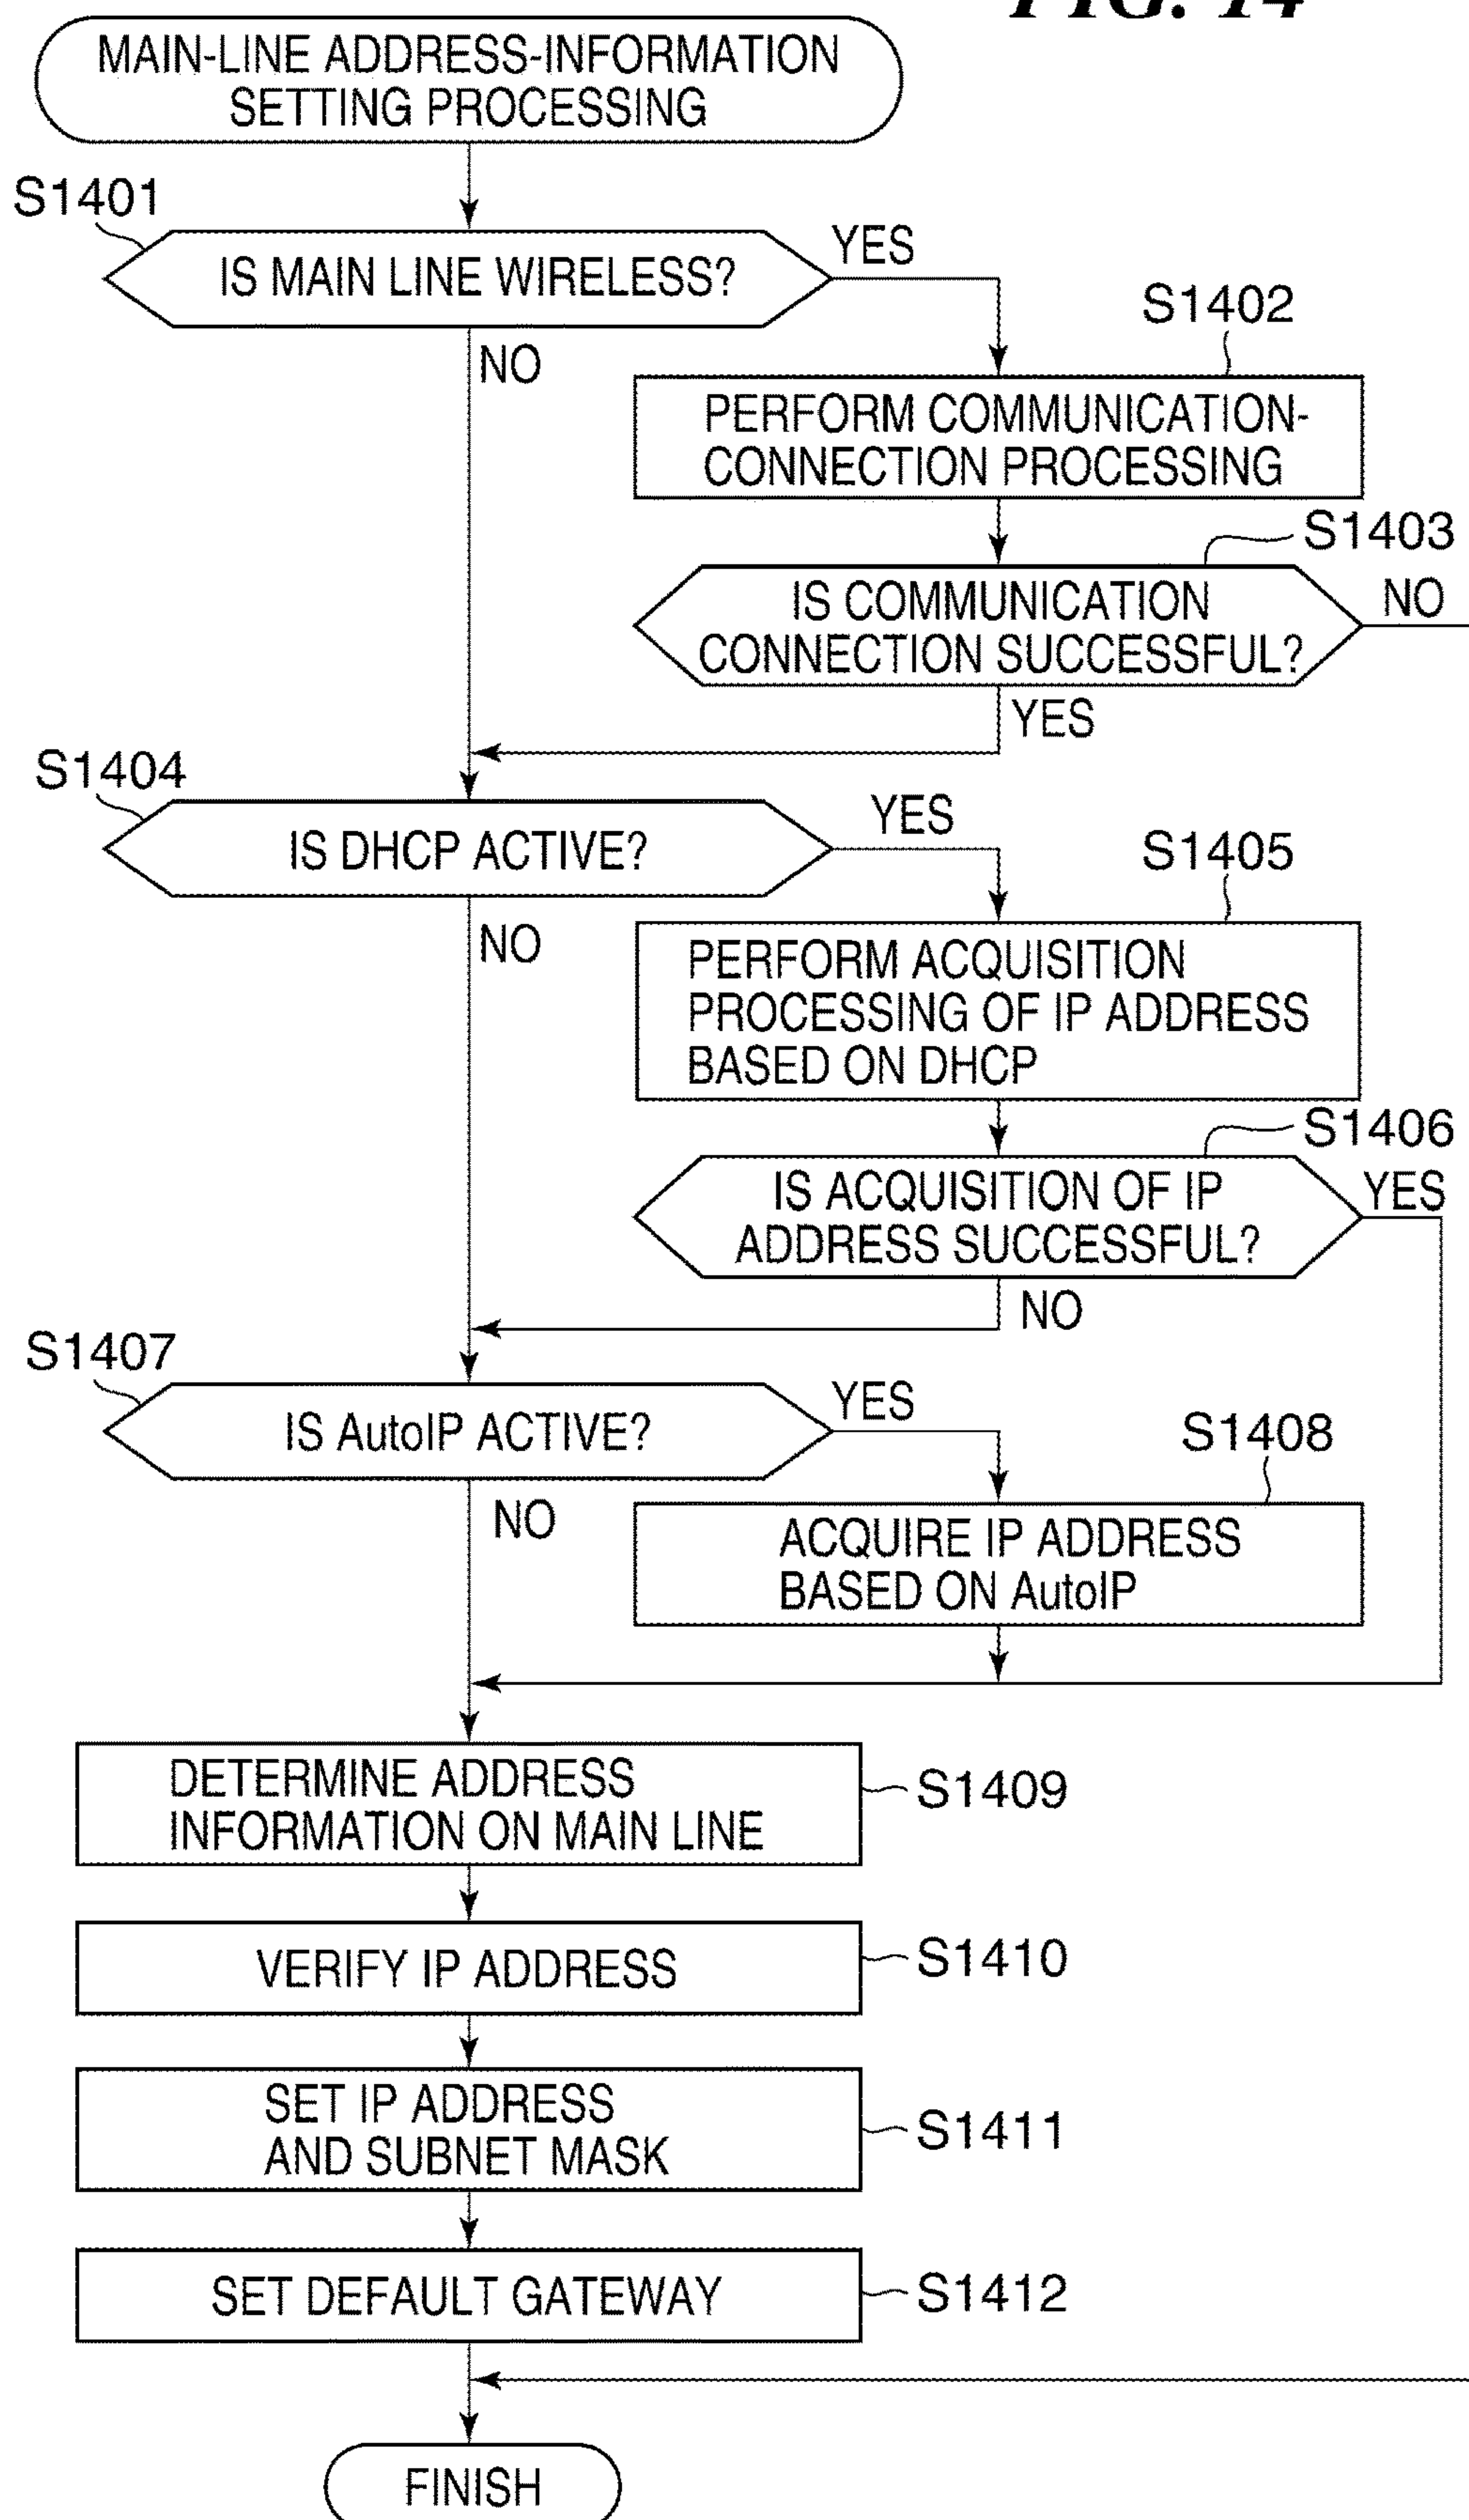 FIG. 14
MAIN-LINE ADDRESS-INFORMATION
SETTING PROCESSING
S1401
IS MAIN LINE WIRELESS?
YES
NO
S1402
PERFORM COMMUNICATION-
CONNECTION PROCESSING
S1403
IS COMMUNICATION
CONNECTION SUCCESSFUL?
NO
YES
S1404
IS DHCP ACTIVE?
YES
NO
S1405
PERFORM ACQUISITION
PROCESSING OF IP ADDRESS
BASED ON DHCP
S1406
IS ACQUISITION OF IP
ADDRESS SUCCESSFUL?
YES
NO
S1407
IS AutoIP ACTIVE?
YES
NO
S1408
ACQUIRE IP ADDRESS
BASED ON AutoIP
DETERMINE ADDRESS
INFORMATION ON MAIN LINE
S1409
VERIFY IP ADDRESS
S1410
SET IP ADDRESS
AND SUBNET MASK
S1411
SET DEFAULT GATEWAY
S1412
FINISH